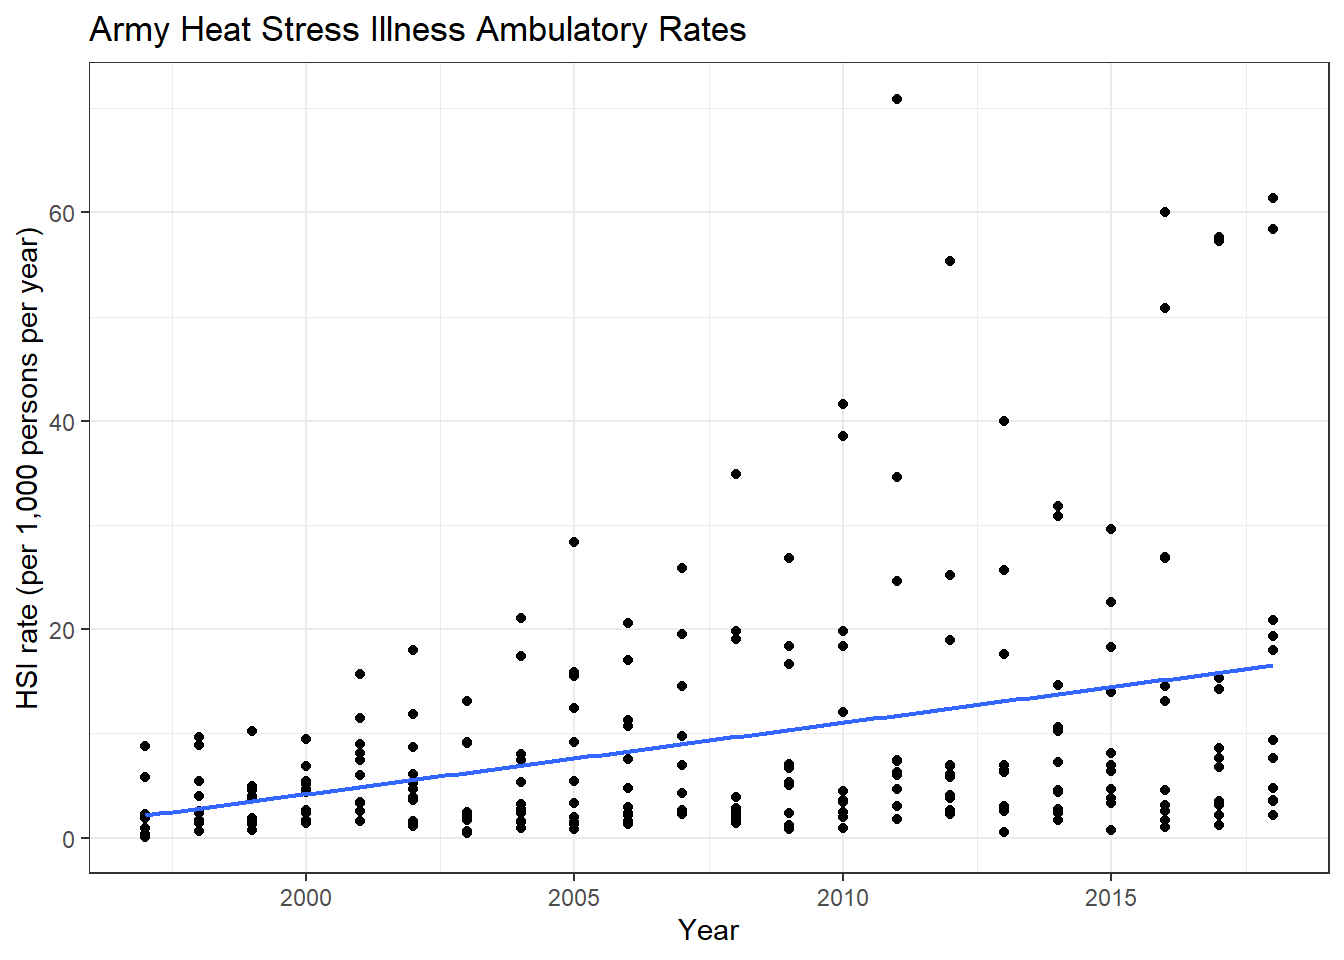 Army Heat Stress Illness Ambulatory Rates
60
40
20
0
HSI rate (per 1,000 persons per year)
2000 2005 2010 2015
Year